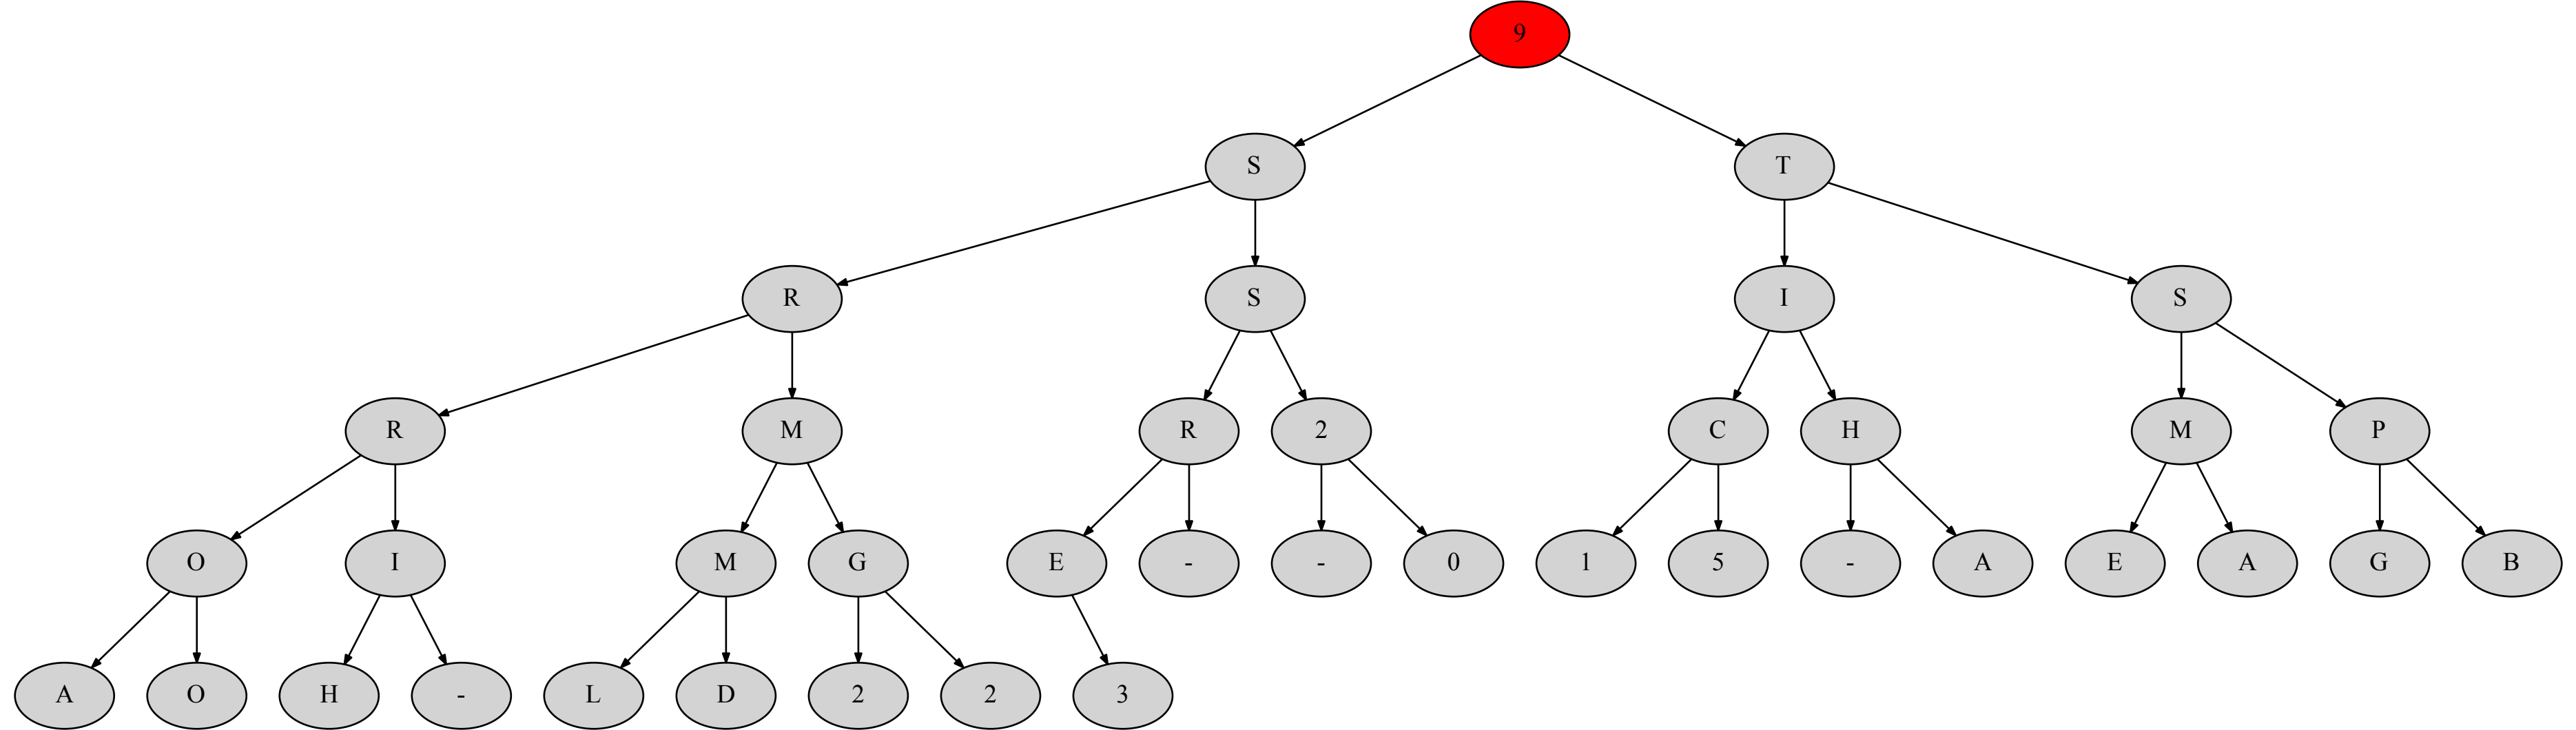 9
S T
R S I S
R M R 2 C H M P
O I M G E - - 0 1 5 - A E A G B
A O H - L D 2 2 3